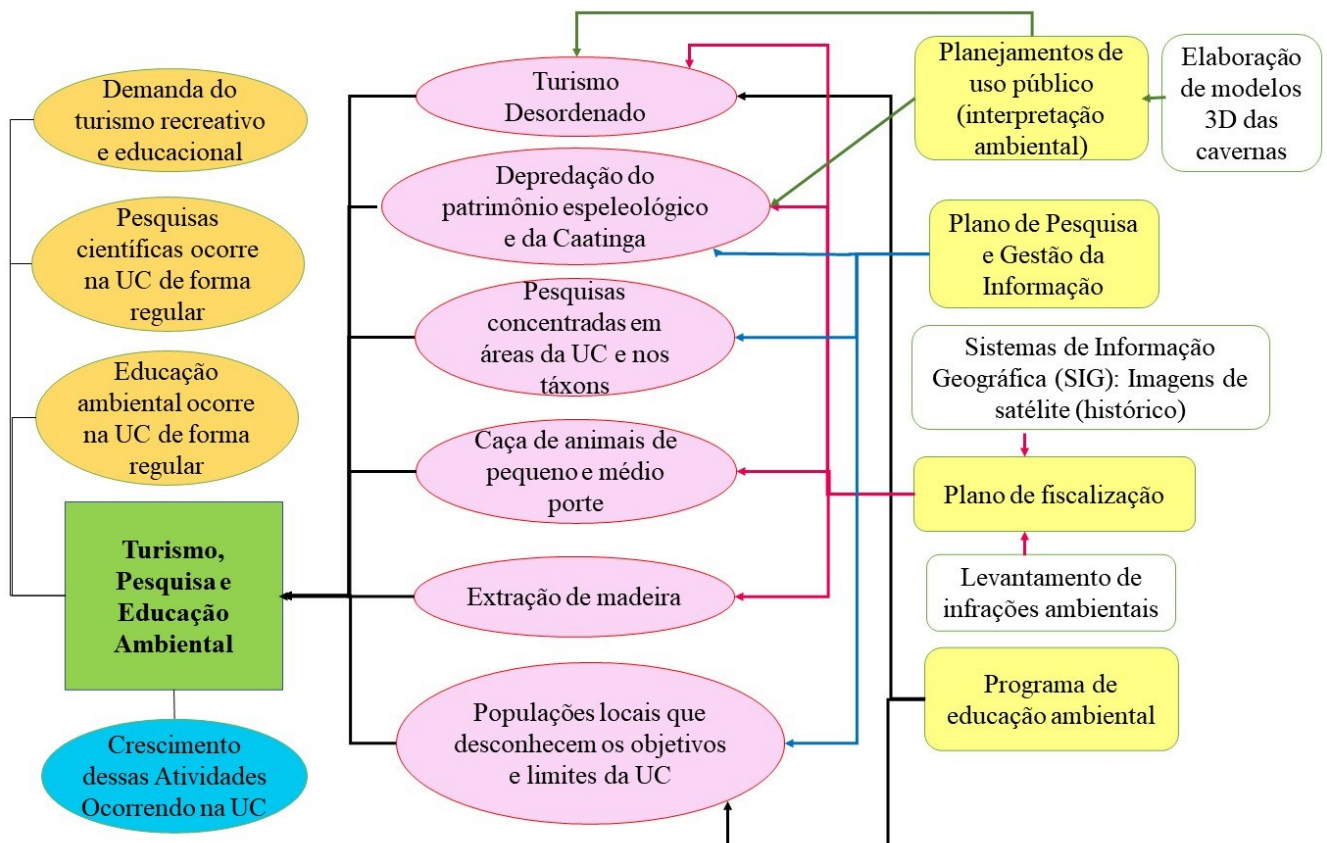 Demanda do
turismo recreativo
e educacional
Pesquisas
científicas ocorre
na UC de forma
regular
Educação
ambiental ocorre
na UC de forma
regular
Turismo,
Pesquisa e
Educação
Ambiental
Crescimento
dessas Atividades
Ocorrendo na UC
Turismo
Desordenado
Depredação do
patrimônio espeleológico
e da Caatinga
Pesquisas
concentradas em
áreas da UC e nos
táxons
Caça de animais de
pequeno e médio
porte
Extração de madeira
Populações locais que
desconhecem os objetivos
e limites da UC
Planejamentos de
uso público
(interpretação
ambiental)
Elaboração
de modelos
3D das
cavernas
Plano de Pesquisa
e Gestão da
Informação
Sistemas de Informação
Geográfica (SIG): Imagens de
satélite (histórico)
Plano de fiscalização
Levantamento de
infrações ambientais
Programa de
educação ambiental